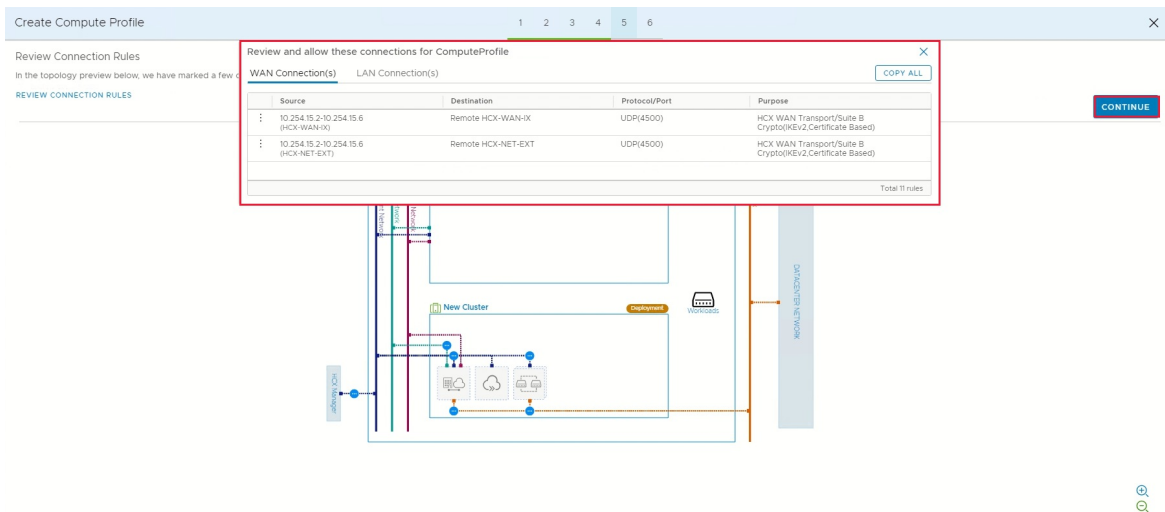 Create Compute Profile
1 2 3 4 5 6
Review Connection Rules
In the topology preview below, we have marked a few
REVIEW CONNECTION RULES
CONTINUE
Review and allow these connections for ComputeProfile
WAN Connection(s) LAN Connection(s) COPY ALL
Source Destination Protocol/Port Purpose
10.254.15.2-10.254.15.6 Remote HCX-WAN-IX UDP(4500) HCX WAN Transport/Suite B
(HCX-WAN-IX) Crypto(IKEv2,Certificate Based)
10.254.15.2-10.254.15.6 Remote HCX-NET-EXT UDP(4500) HCX WAN Transport/Suite B
(HCX-NET-EXT) Crypto(IKEv2,Certificate Based)
Total 11 rules
Network
Network
New Cluster Deployment
Workloads
DATACENTER NETWORK
HCX Manager